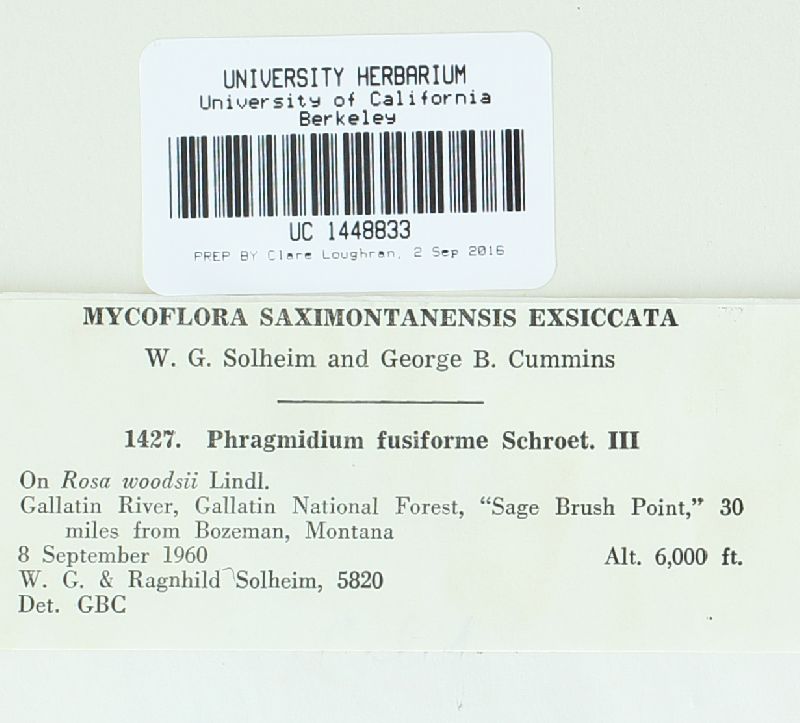 UNIVERSITY HERBARIUM
University of California
Berkeley
UC 1448833
PREP BY Clare Loughran, 2 Sep 2016
MYCOFLORA SAXIMONTANENSIS EXSICCATA
W. G. Solheim and George B. Cummins
1427. Phragmidium fusiforme Schroet. III
On Rosa woodsii Lindl.
Gallatin River, Gallatin National Forest, “Sage Brush Point,” 30
miles from Bozeman, Montana
8 September 1960 Alt. 6,000 ft.
W. G. & Ragnhild Solheim, 5820
Det. GBC